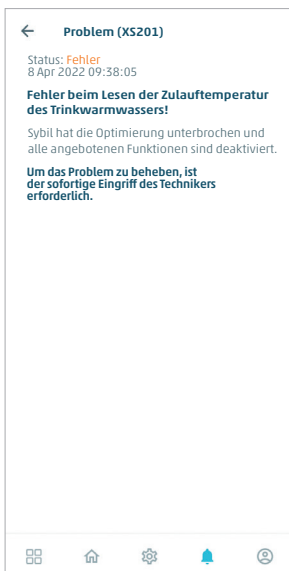 Problem (XS201)
Status: Fehler
8 Apr 2022 09:38:05
Fehler beim Lesen der Zulauftemperatur
des Trinkwarmwassers!
Sybil hat die Optimierung unterbrochen und
alle angebotenen Funktionen sind deaktiviert.
Um das Problem zu beheben, ist
der sofortige Eingriff des Technikers
erforderlich.